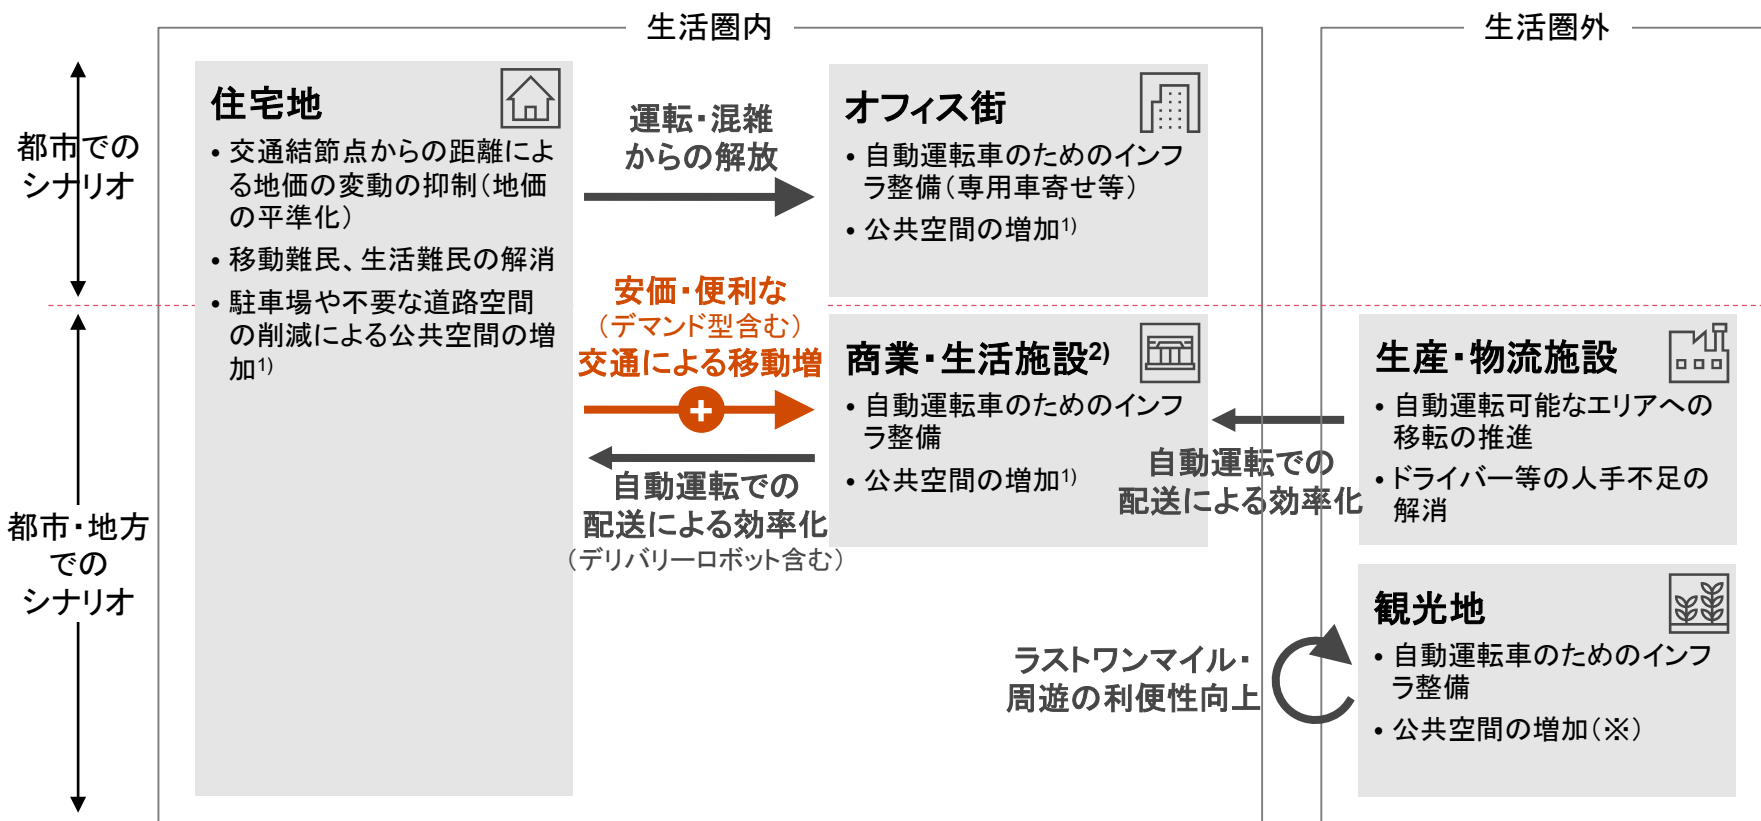 生活圏内
生活圏外
都市での
シナリオ
住宅地
• 交通結節点からの距離によ
る地価の変動の抑制（地価
の平準化）
• 移動難民、生活難民の解消
• 駐車場や不要な道路空間
の削減による公共空間の増
加1)
運転・混雑
からの解放
オフィス街
• 自動運転車のためのインフ
ラ整備（専用車寄せ等）
• 公共空間の増加1)
都市・地方
での
シナリオ
安価・便利な
（デマンド型含む）
交通による移動増
+
自動運転での
配送による効率化
（デリバリーロボット含む）
商業・生活施設2)
• 自動運転車のためのインフ
ラ整備
• 公共空間の増加1)
自動運転での
配送による効率化
生産・物流施設
• 自動運転可能なエリアへの
移転の推進
• ドライバー等の人手不足の
解消
ラストワンマイル・
周遊の利便性向上
観光地
• 自動運転車のためのインフ
ラ整備
• 公共空間の増加（※）